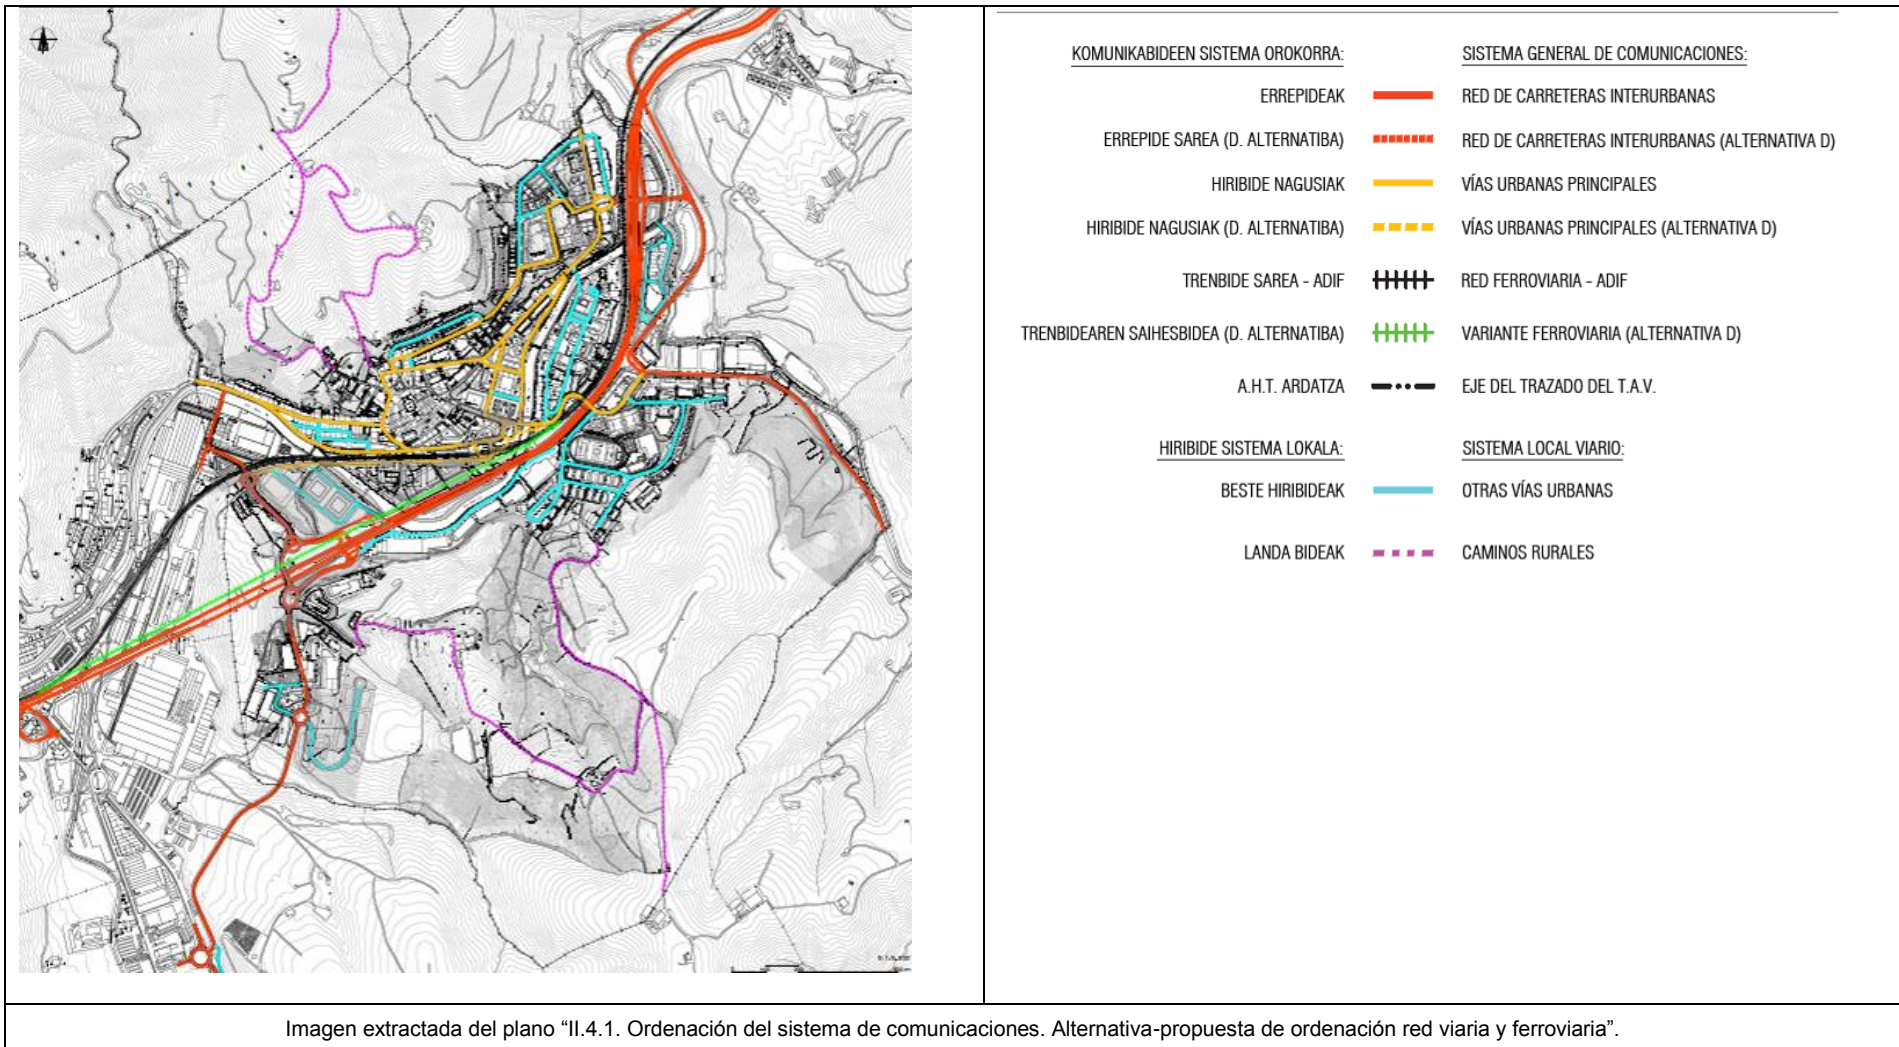 KOMUNIKABIDEEN SISTEMA OROKORRA: SISTEMA GENERAL DE COMUNICACIONES:
ERREPIDEAK RED DE CARRETERAS INTERURBANAS
ERREPIDE SAREA (D. ALTERNATIBA) RED DE CARRETERAS INTERURBANAS (ALTERNATIVA D)
HIRIBIDE NAGUSIAK VÍAS URBANAS PRINCIPALES
HIRIBIDE NAGUSIAK (D. ALTERNATIBA) VÍAS URBANAS PRINCIPALES (ALTERNATIVA D)
TRENBIDE SAREA - ADIF RED FERROVIARIA - ADIF
TRENBIDEAREN SAIHESBIDEA (D. ALTERNATIBA) VARIANTE FERROVIARIA (ALTERNATIVA D)
A.H.T. ARDATZA EJE DEL TRAZADO DEL T.A.V.
HIRIBIDE SISTEMA LOKALA: SISTEMA LOCAL VIARIO:
BESTE HIRIBIDEAK OTRAS VÍAS URBANAS
LANDA BIDEAK CAMINOS RURALES
Imagen extractada del plano “II.4.1. Ordenación del sistema de comunicaciones. Alternativa-propuesta de ordenación red viaria y ferroviaria”.